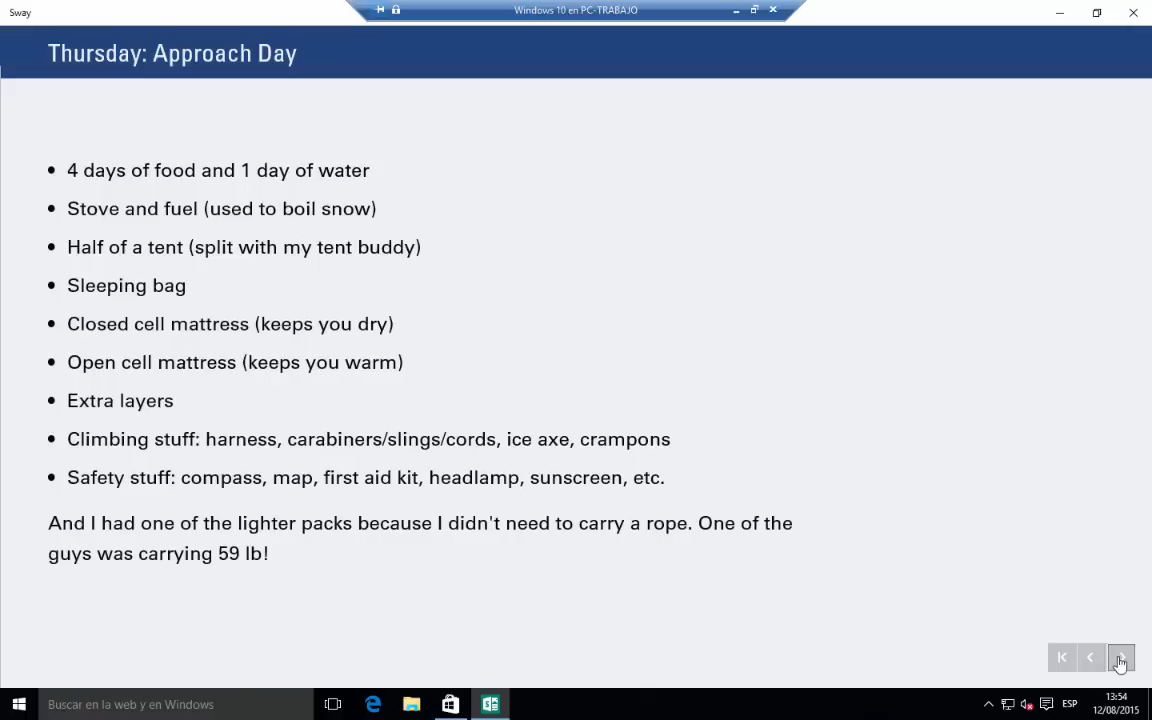 Sway
Windows 10 en PC-TRABAJO
Thursday: Approach Day
• 4 days of food and 1 day of water
• Stove and fuel (used to boil snow)
• Half of a tent (split with my tent buddy)
• Sleeping bag
• Closed cell mattress (keeps you dry)
• Open cell mattress (keeps you warm)
• Extra layers
• Climbing stuff: harness, carabiners/slings/cords, ice axe, crampons
• Safety stuff: compass, map, first aid kit, headlamp, sunscreen, etc.
And I had one of the lighter packs because I didn't need to carry a rope. One of the
guys was carrying 59 lb!
Buscar en la web y en Windows
ESP
13:54
12/08/2015